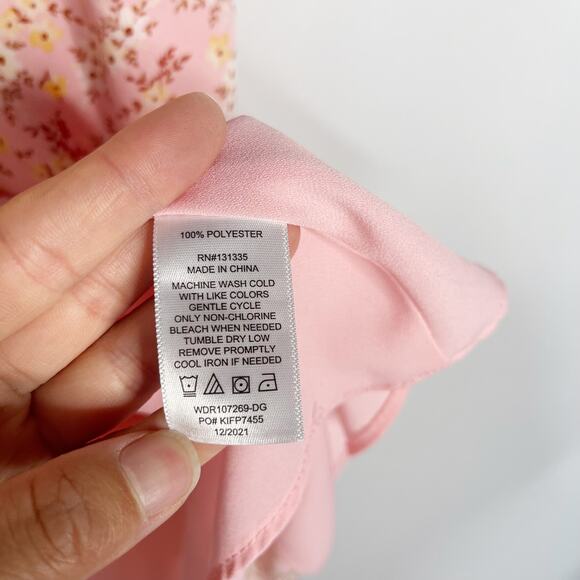 100% POLYESTER
RN#131335
MADE IN CHINA
MACHINE WASH COLD
WITH LIKE COLORS
GENTLE CYCLE
ONLY NON-CHLORINE
BLEACH WHEN NEEDED
TUMBLE DRY LOW
REMOVE PROMPTLY
COOL IRON IF NEEDED
WDR107269-DG
PO# KIFP7455
12/2021